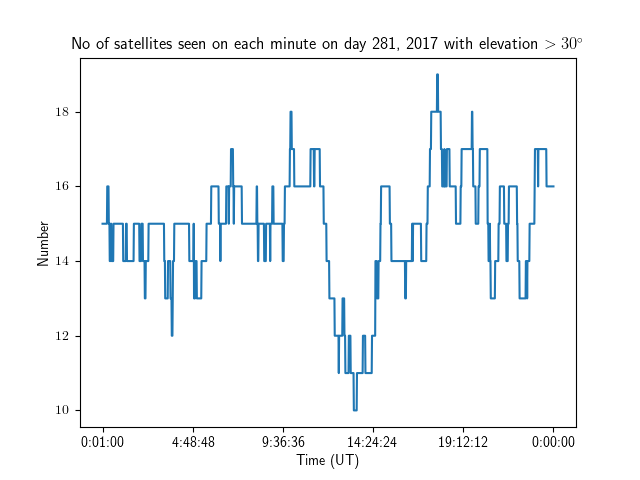 No of satellites seen on each minute on day 281, 2017 with elevation > 30°
18
16
14
12
10
Number
0:01:00 4:48:48 9:36:36 14:24:24 19:12:12 0:00:00
Time (UT)